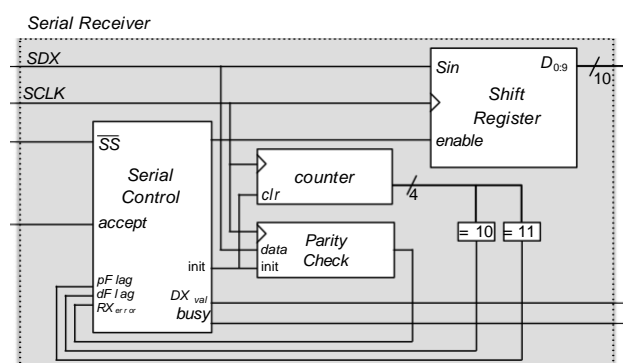 Serial Receiver
SDX
SCLK
Sin
D0:9
10
Shift
Register
enable
SS
Serial
Control
accept
init
pFlag
dFlag
RXerror
DXval
busy
counter
clr
4
data
init
Parity
Check
= 10
= 11